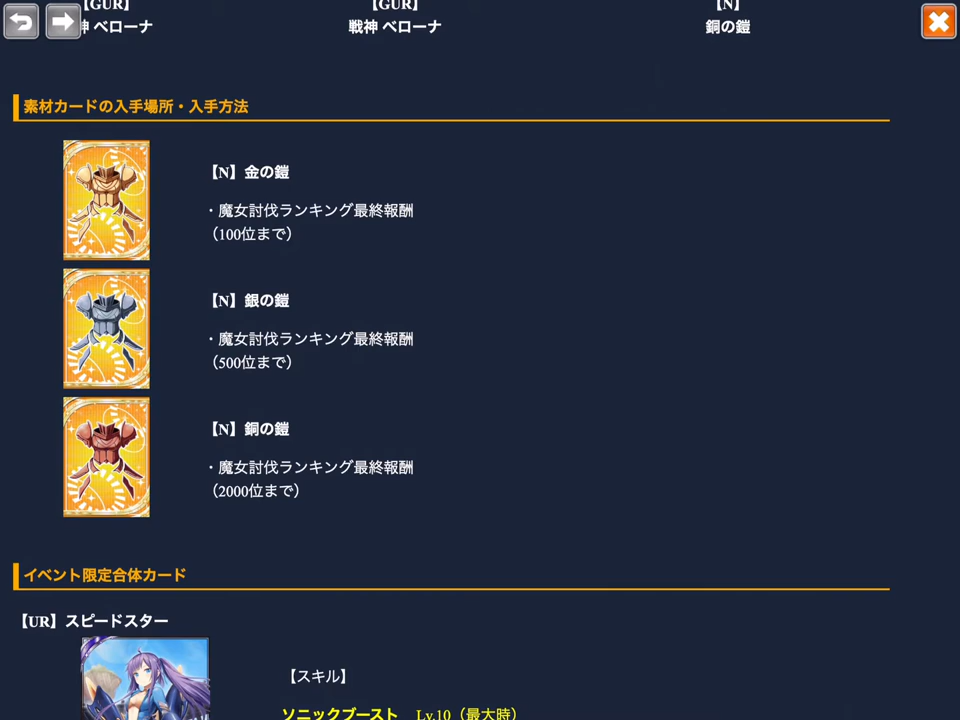 【GUR】
【GUR】
【N】
神 ベローナ
戦神 ベローナ
銅の鎧
素材カードの入手場所・入手方法
【N】金の鎧
・魔女討伐ランキング最終報酬
（100位まで）
【N】銀の鎧
・魔女討伐ランキング最終報酬
（500位まで）
【N】銅の鎧
・魔女討伐ランキング最終報酬
（2000位まで）
イベント限定合体カード
【UR】スピードスター
【スキル】
ソニックブースト Lv.10（最大時）